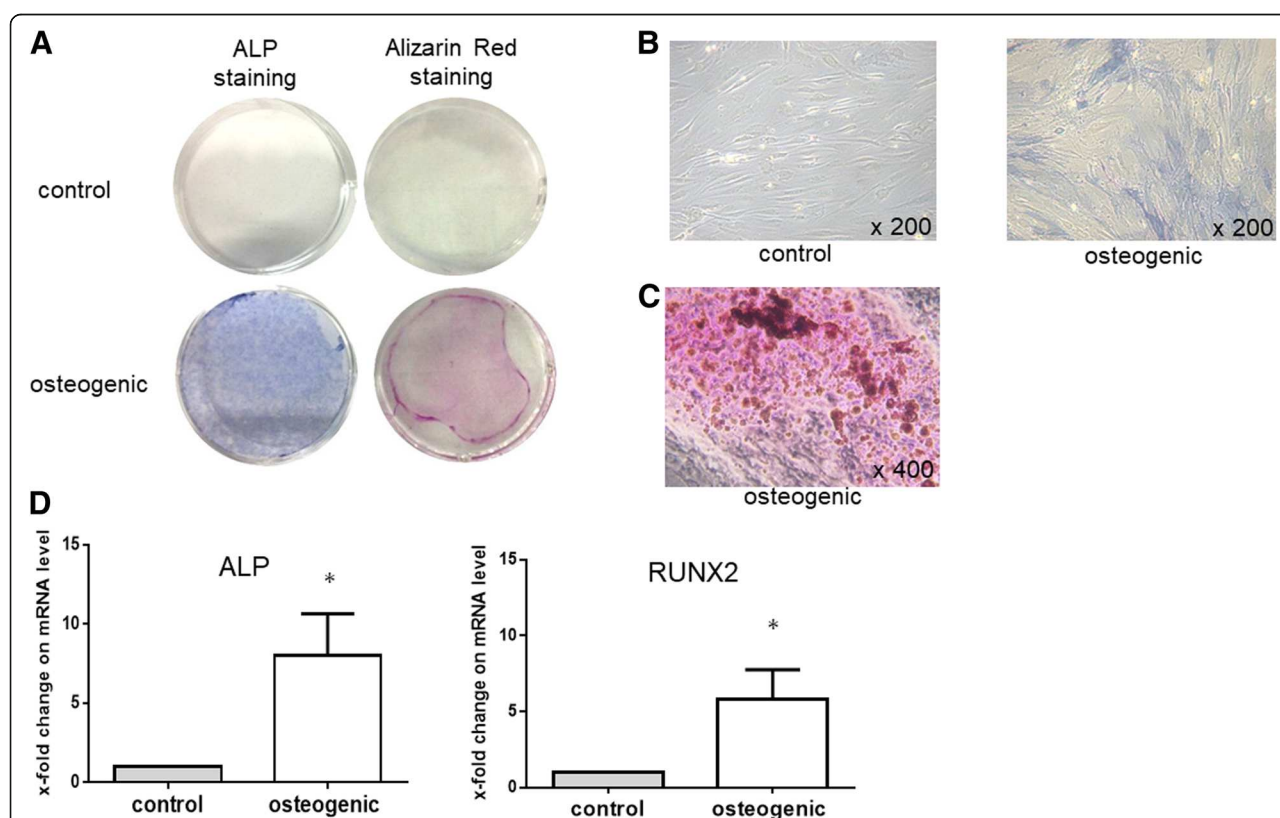 A
ALP
staining
Alizarin Red
staining
control
osteogenic
B
x 200
control
x 200
osteogenic
C
x 400
osteogenic
D
x-fold change on mRNA level
15
10
5
0
ALP
*
control
osteogenic
x-fold change on mRNA level
15
10
5
0
RUNX2
*
control
osteogenic